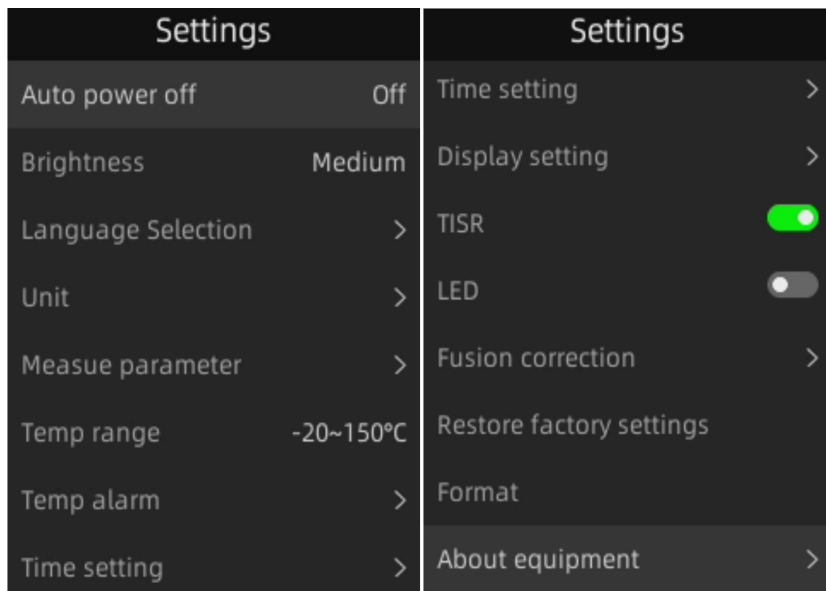 Settings
Auto power off Off
Brightness Medium
Language Selection >
Unit >
Measue parameter >
Temp range -20~150°C
Temp alarm >
Time setting >
Settings
Time setting >
Display setting >
TISR
LED
Fusion correction >
Restore factory settings
Format
About equipment >